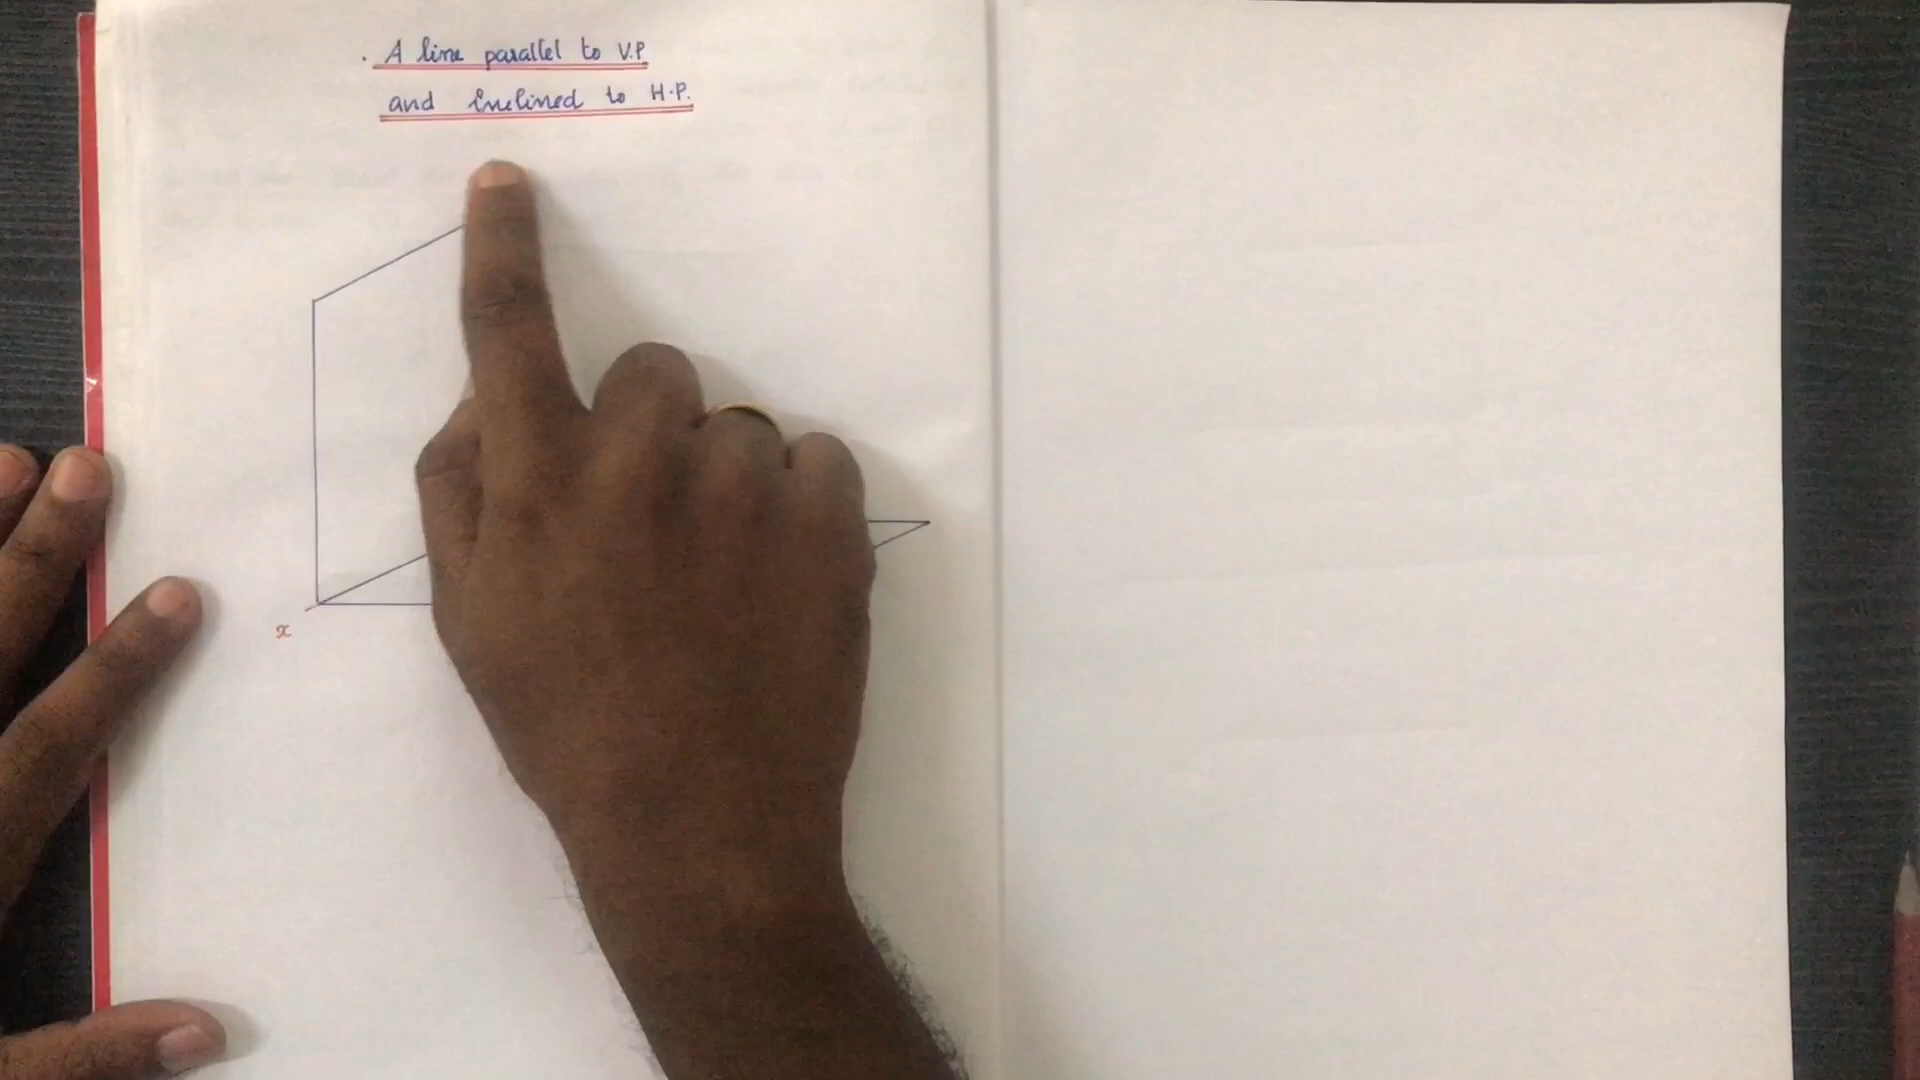 . A line parallel to V.P
and Inclined to H.P.
x